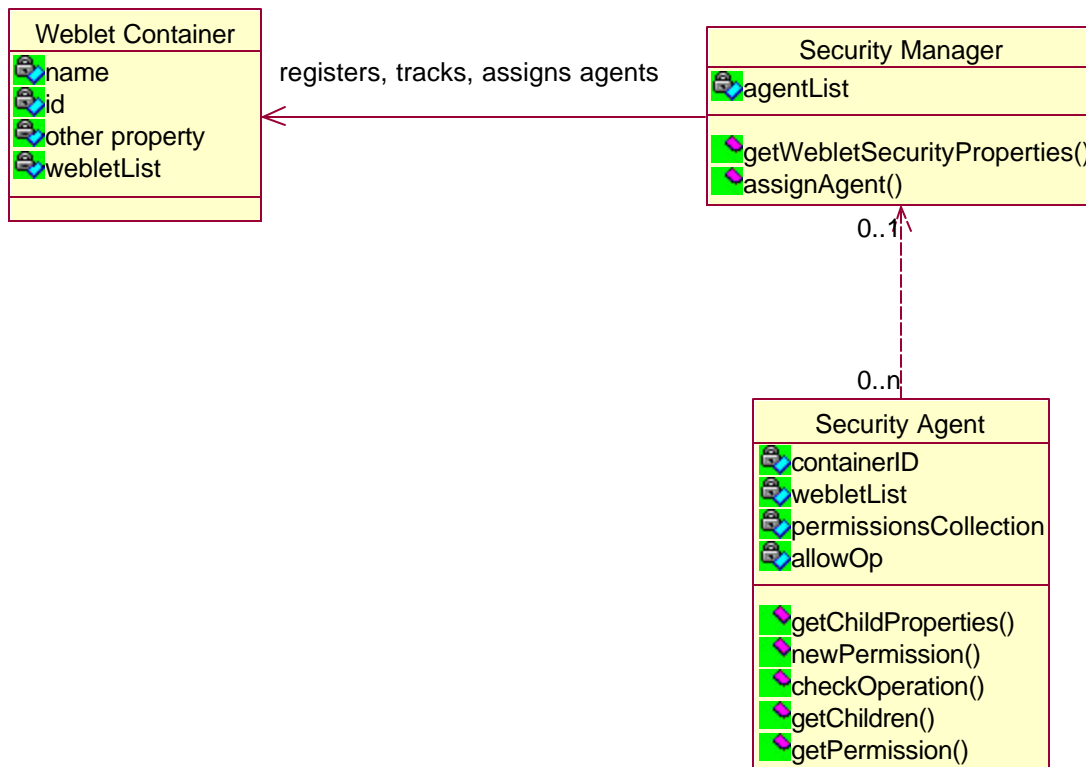 Weblet Container
name
id
other property
webletList
registers, tracks, assigns agents
Security Manager
agentList
getWebletSecurityProperties()
assignAgent()
0..1
0..n
Security Agent
containerID
webletList
permissionsCollection
allowOp
getChildProperties()
newPermission()
checkOperation()
getChildren()
getPermission()